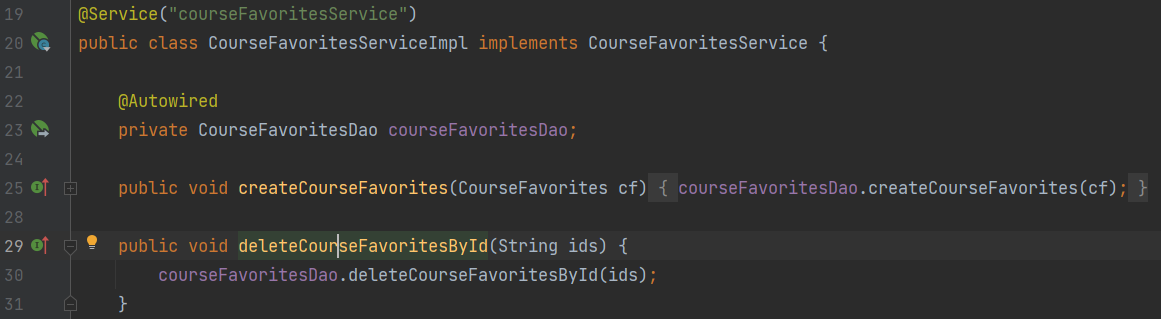 19 @Service("courseFavoritesService")
20 public class CourseFavoritesServiceImpl implements CourseFavoritesService {
21
22 @Autowired
23 private CourseFavoritesDao courseFavoritesDao;
24
25 public void createCourseFavorites(CourseFavorites cf) { courseFavoritesDao.createCourseFavorites(cf); }
28
29 public void deleteCourseFavoritesById(String ids) {
30 courseFavoritesDao.deleteCourseFavoritesById(ids);
31 }